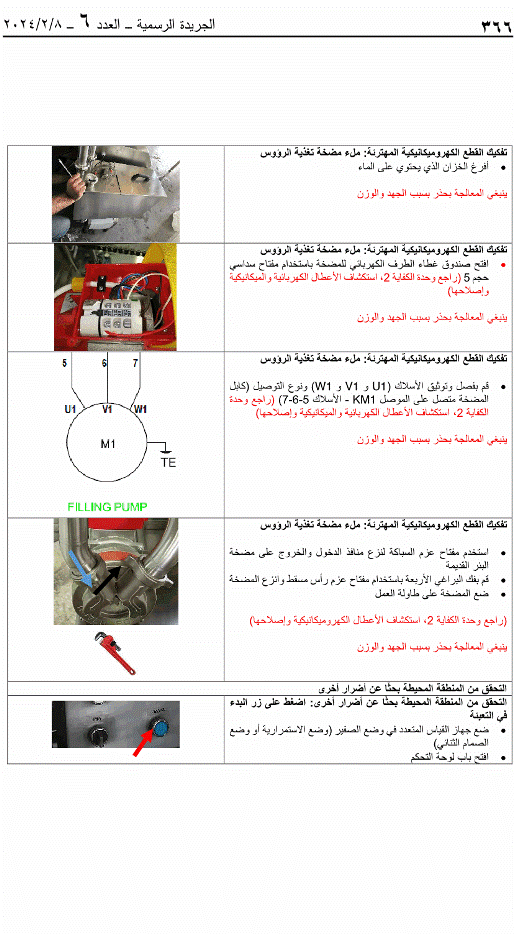 ٣٦٦
الجريدة الرسمية ــ العدد ٦ ــ ٢٠٢٤/٢/٨
تفكيك القطع الكهروميكانيكية المهترئة: ملء مضخة تغذية الرؤوس
• أفرغ الخزان الذي يحتوي على الماء
ينبغي المعالجة بحذر بسبب الجهد والوزن
تفكيك القطع الكهروميكانيكية المهترئة: ملء مضخة تغذية الرؤوس
• افتح صندوق غطاء الطرف الكهربائي للمضخة باستخدام مفتاح سداسي
حجم 5 (راجع وحدة الكفاية 2، استكشاف الأعطال الكهربائية والميكانيكية
وإصلاحها)
ينبغي المعالجة بحذر بسبب الجهد والوزن
تفكيك القطع الكهروميكانيكية المهترئة: ملء مضخة تغذية الرؤوس
• قم بفصل وتوثيق الأسلاك (U1 و V1 و W1) ونوع التوصيل (كابل
المضخة متصل على الموصل KM1 - الأسلاك 5-6-7) (راجع وحدة
الكفاية 2، استكشاف الأعطال الكهربائية والميكانيكية وإصلاحها)
ينبغي المعالجة بحذر بسبب الجهد والوزن
5 6 7
U1 V1 W1
M1
TE
FILLING PUMP
تفكيك القطع الكهروميكانيكية المهترئة: ملء مضخة تغذية الرؤوس
• استخدم مفتاح عزم السباكة لنزع منافذ الدخول والخروج على مضخة
البئر القديمة
• قم بفك البراغي الأربعة باستخدام مفتاح عزم رأس مسقط وانزع المضخة
• ضع المضخة على طاولة العمل
(راجع وحدة الكفاية 2، استكشاف الأعطال الكهروميكانيكية وإصلاحها)
ينبغي المعالجة بحذر بسبب الجهد والوزن
التحقق من المنطقة المحيطة بحثًا عن أضرار أخرى
التحقق من المنطقة المحيطة بحثًا عن أضرار أخرى: اضغط على زر البدء
في التعبئة
• ضع جهاز القياس المتعدد في وضع الصفير (وضع الاستمرارية أو وضع
الصمام الثنائي)
• افتح باب لوحة التحكم